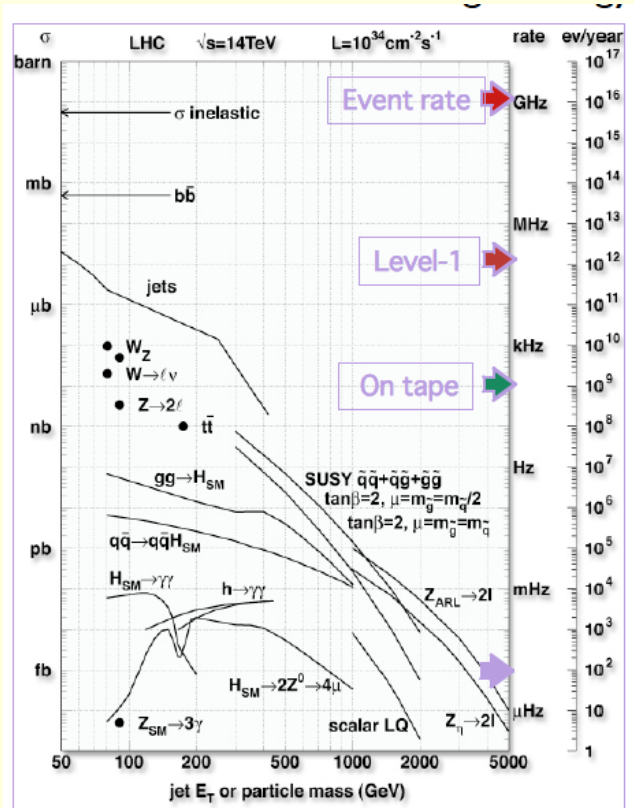 σ LHC √s=14TeV L=10³⁴cm⁻²s⁻¹ rate ev/year
barn
10¹⁷
Event rate
GHz
10¹⁶
σ inelastic
10¹⁵
mb
10¹⁴
bb̄
10¹³
MHz
Level-1
10¹²
jets
10¹¹
μb
kHz
10¹⁰
W
Z
W→ℓν
On tape
10⁹
Z→2ℓ
10⁸
nb
tt̄
10⁷
Hz
gg→H_SM
SUSY q̃q̃+q̃g̃+g̃g̃
tanβ=2, μ=m_g̃=m_q̃/2
tanβ=2, μ=m_g̃=m_q̃
10⁶
qq̄→qq̄H_SM
pb
10⁵
H_SM→γγ
h→γγ
Z_ARL→2l
mHz
10⁴
10³
fb
10²
H_SM→2Z⁰→4μ
μHz
10
Z_SM→3γ
scalar LQ
Z_η→2l
1
50 100 200 500 1000 2000 5000
jet E_T or particle mass (GeV)